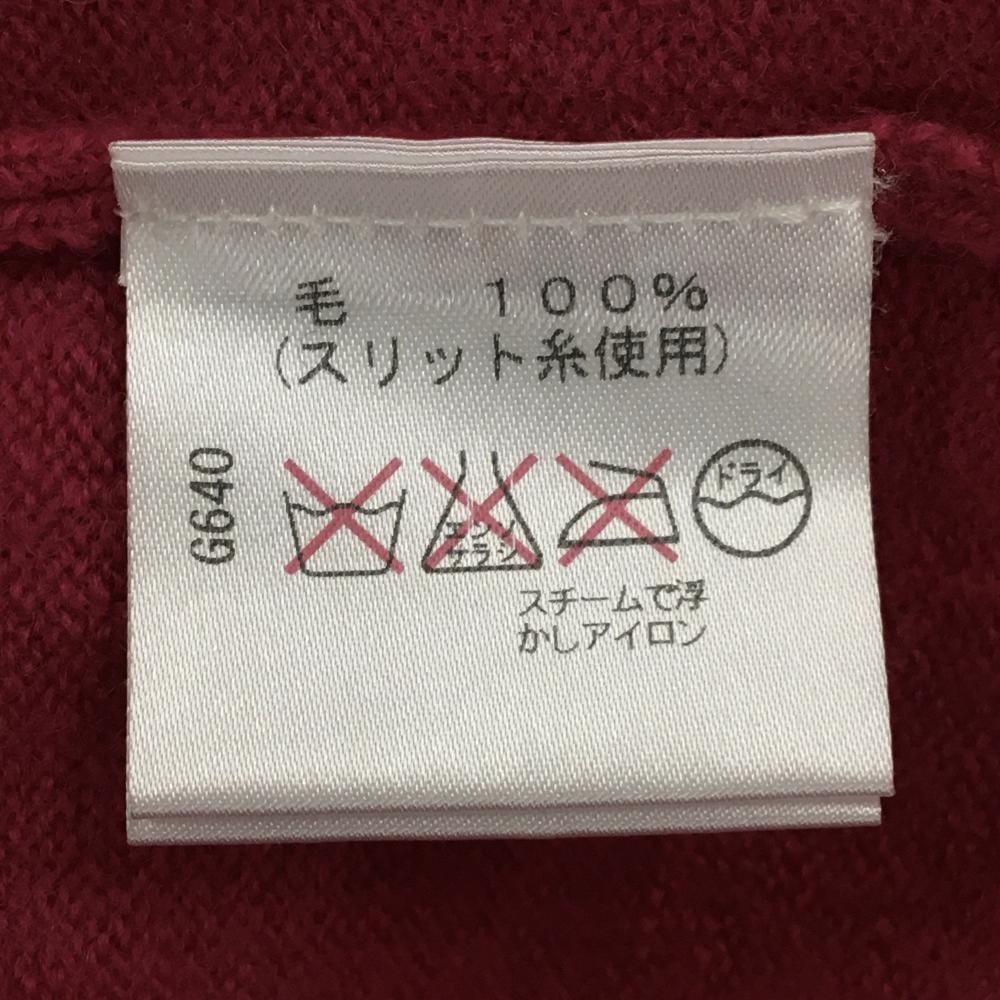 毛　　１００％
（スリット糸使用）
G640
エンソ
サラシ
ドライ
スチームで浮
かしアイロン